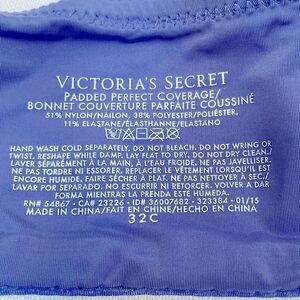 VICTORIA'S SECRET
PADDED PERFECT COVERAGE/
BONNET COUVERTURE PARFAITE COUSSINÉ
51% NYLON/NAILON, 38% POLYESTER/POLIÉSTER,
11% ELASTANE/ÉLASTHANNE/ELASTANO
HAND WASH COLD SEPARATELY. DO NOT BLEACH. DO NOT WRING OR
TWIST. RESHAPE WHILE DAMP, LAY FLAT TO DRY. DO NOT DRY CLEAN./
LAVER SÉPARÉMENT À LA MAIN, À L'EAU FROIDE. NE PAS JAVELLISER.
NE PAS TORDRE NI ESSORER. REPLACER LE VÊTEMENT LORSQU'IL EST
ENCORE HUMIDE. FAIRE SÉCHER À PLAT. NE PAS NETTOYER À SEC./
LAVAR POR SEPARADO. NO ESCURRIR NI RETORCER. VOLVER A DAR
FORMA MIENTRAS LA PRENDA ESTÉ HÚMEDA.
RN# 54867 • CA# 23226 • ID# 36007682 • 323384 • 01/15
MADE IN CHINA/FAIT EN CHINE/HECHO EN CHINA
32C